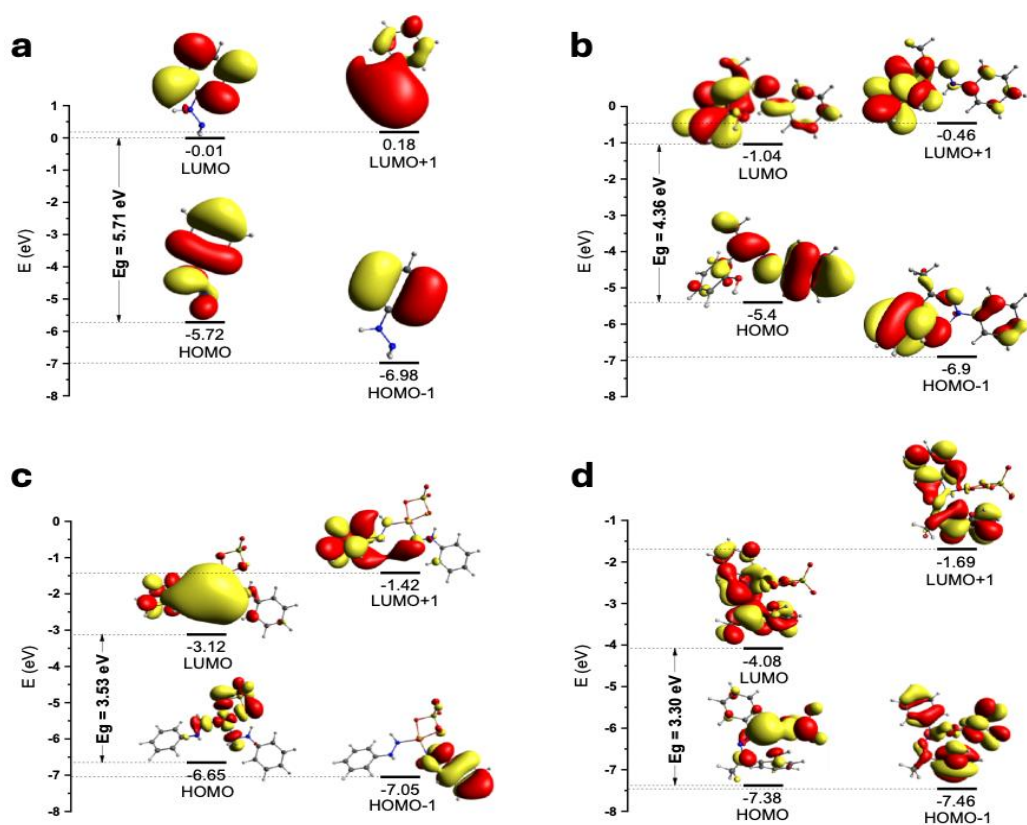 a
E (eV)
1
0
-1
-2
-3
-4
-5
-6
-7
-8
Eg = 5.71 eV
-0.01
LUMO
0.18
LUMO+1
-5.72
HOMO
-6.98
HOMO-1
b
E (eV)
0
-1
-2
-3
-4
-5
-6
-7
-8
Eg = 4.36 eV
-1.04
LUMO
-0.46
LUMO+1
-5.4
HOMO
-6.9
HOMO-1
c
E (eV)
0
-1
-2
-3
-4
-5
-6
-7
-8
Eg = 3.53 eV
-3.12
LUMO
-1.42
LUMO+1
-6.65
HOMO
-7.05
HOMO-1
d
E (eV)
-1
-2
-3
-4
-5
-6
-7
-8
Eg = 3.30 eV
-4.08
LUMO
-1.69
LUMO+1
-7.38
HOMO
-7.46
HOMO-1